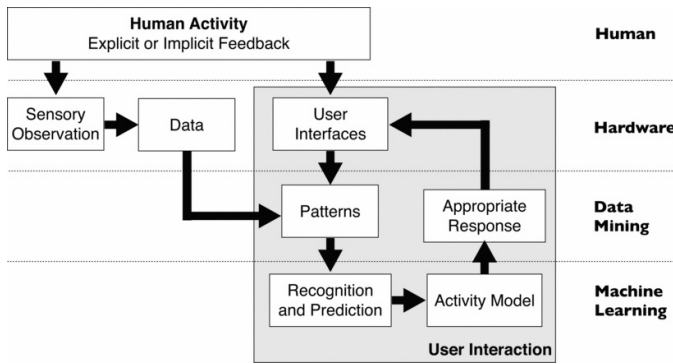 Human Activity
Explicit or Implicit Feedback
Human
Sensory
Observation
Data
User
Interfaces
Hardware
Patterns
Appropriate
Response
Data
Mining
Recognition
and Prediction
Activity Model
Machine
Learning
User Interaction